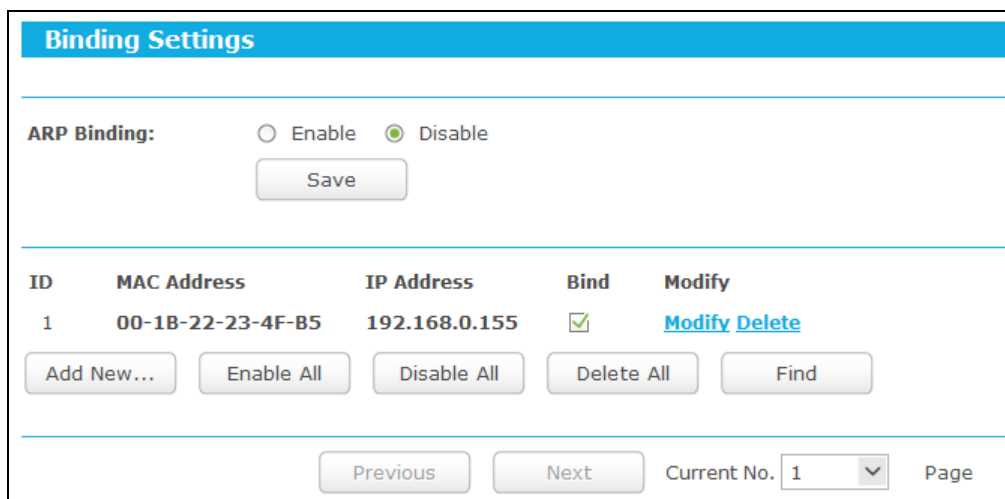 Binding Settings
ARP Binding: Enable Disable
Save
ID MAC Address IP Address Bind Modify
1 00-1B-22-23-4F-B5 192.168.0.155 Modify Delete
Add New... Enable All Disable All Delete All Find
Previous Next Current No. 1 Page